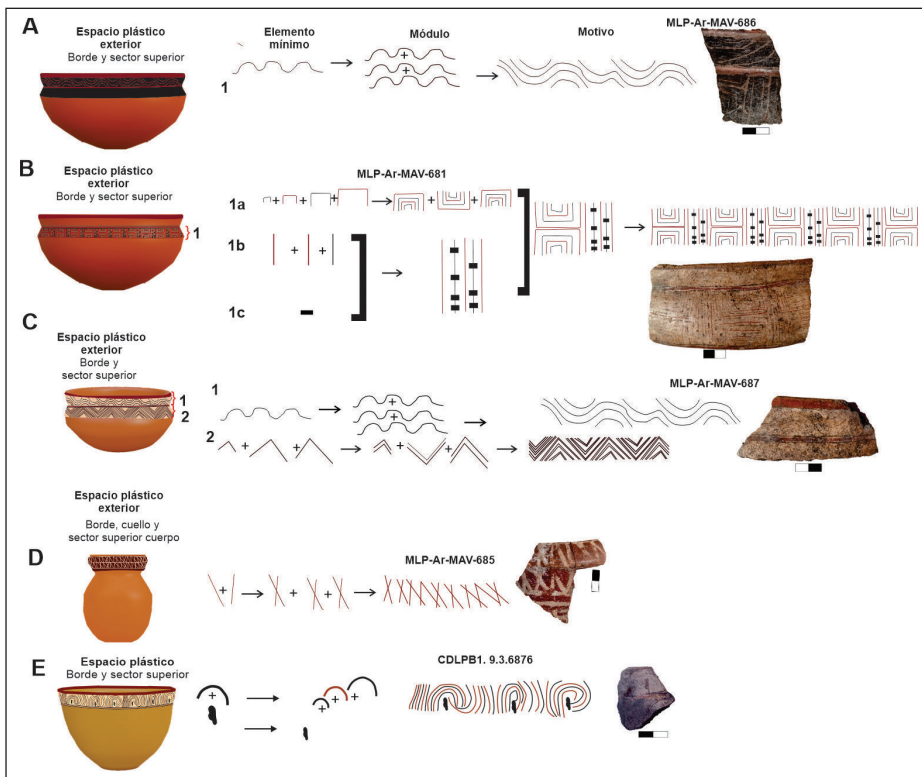 A
Espacio plástico
exterior
Borde y sector superior
Elemento
mínimo
Módulo
Motivo
MLP-Ar-MAV-686
1
+
+
B
Espacio plástico
exterior
Borde y sector superior
1
MLP-Ar-MAV-681
1a
+ + + + +
1b
+ +
1c
C
Espacio plástico
exterior
Borde y
sector superior
1
2
MLP-Ar-MAV-687
1
+
+
2
+ + + +
D
Espacio plástico
exterior
Borde, cuello y
sector superior cuerpo
MLP-Ar-MAV-685
+ + +
E
Espacio plástico
Borde y sector superior
CDLPB1. 9.3.6876
+
+ + +